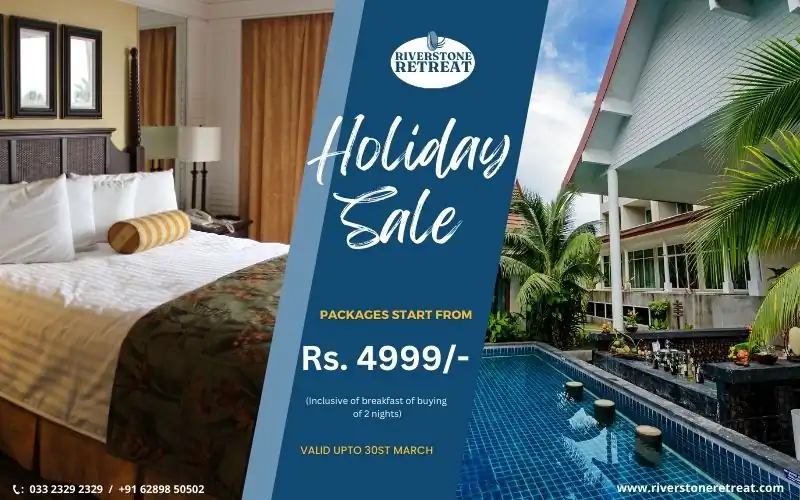 RIVERSTONE
RETREAT
Holiday
Sale
PACKAGES START FROM
Rs. 4999/-
(Inclusive of breakfast of buying
of 2 nights)
VALID UPTO 30ST MARCH
: 033 2329 2329 / +91 62898 50502
www.riverstoneretreat.com